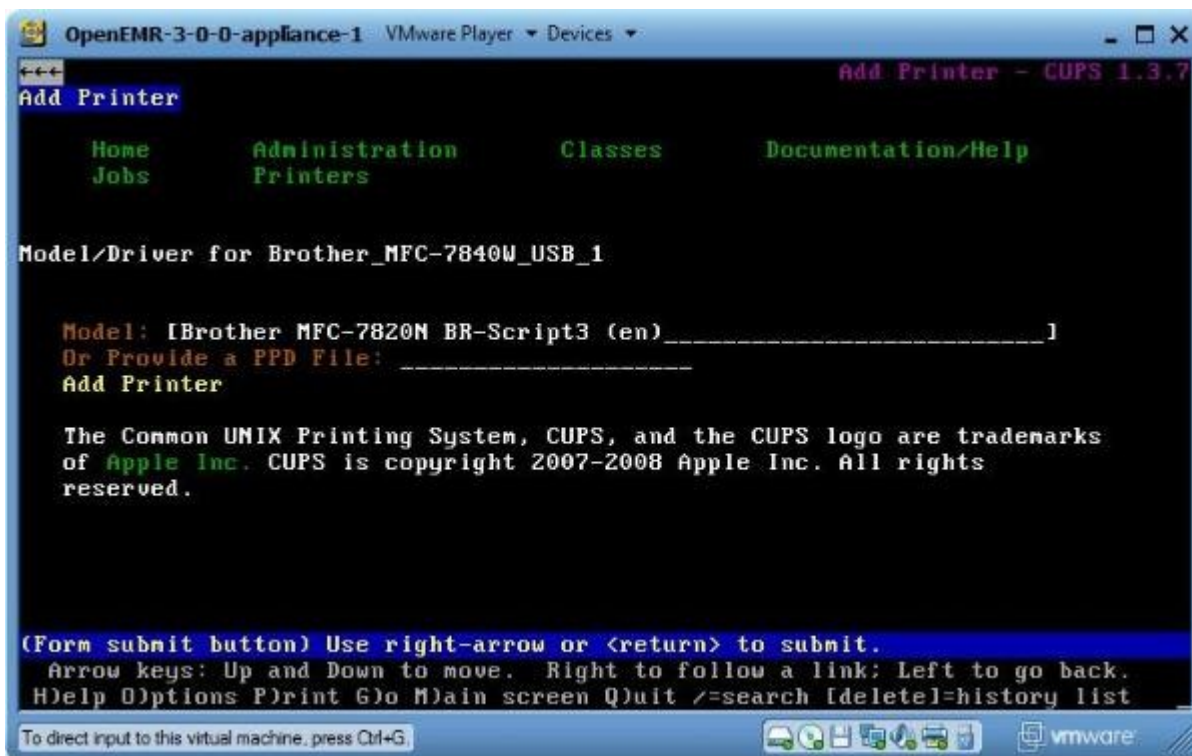 OpenEMR-3-0-0-appliance-1 VMware Player Devices
←←← Add Printer - CUPS 1.3.7
Add Printer
Home Administration Classes Documentation/Help
Jobs Printers
Model/Driver for Brother_MFC-7840W_USB_1
Model: [Brother MFC-7820N BR-Script3 (en)__________________________]
Or Provide a PPD File: ____________________
Add Printer
The Common UNIX Printing System, CUPS, and the CUPS logo are trademarks
of Apple Inc. CUPS is copyright 2007-2008 Apple Inc. All rights
reserved.
(Form submit button) Use right-arrow or <return> to submit.
Arrow keys: Up and Down to move. Right to follow a link; Left to go back.
H)elp O)ptions P)rint G)o M)ain screen Q)uit /=search [delete]=history list
To direct input to this virtual machine, press Ctrl+G. vmware